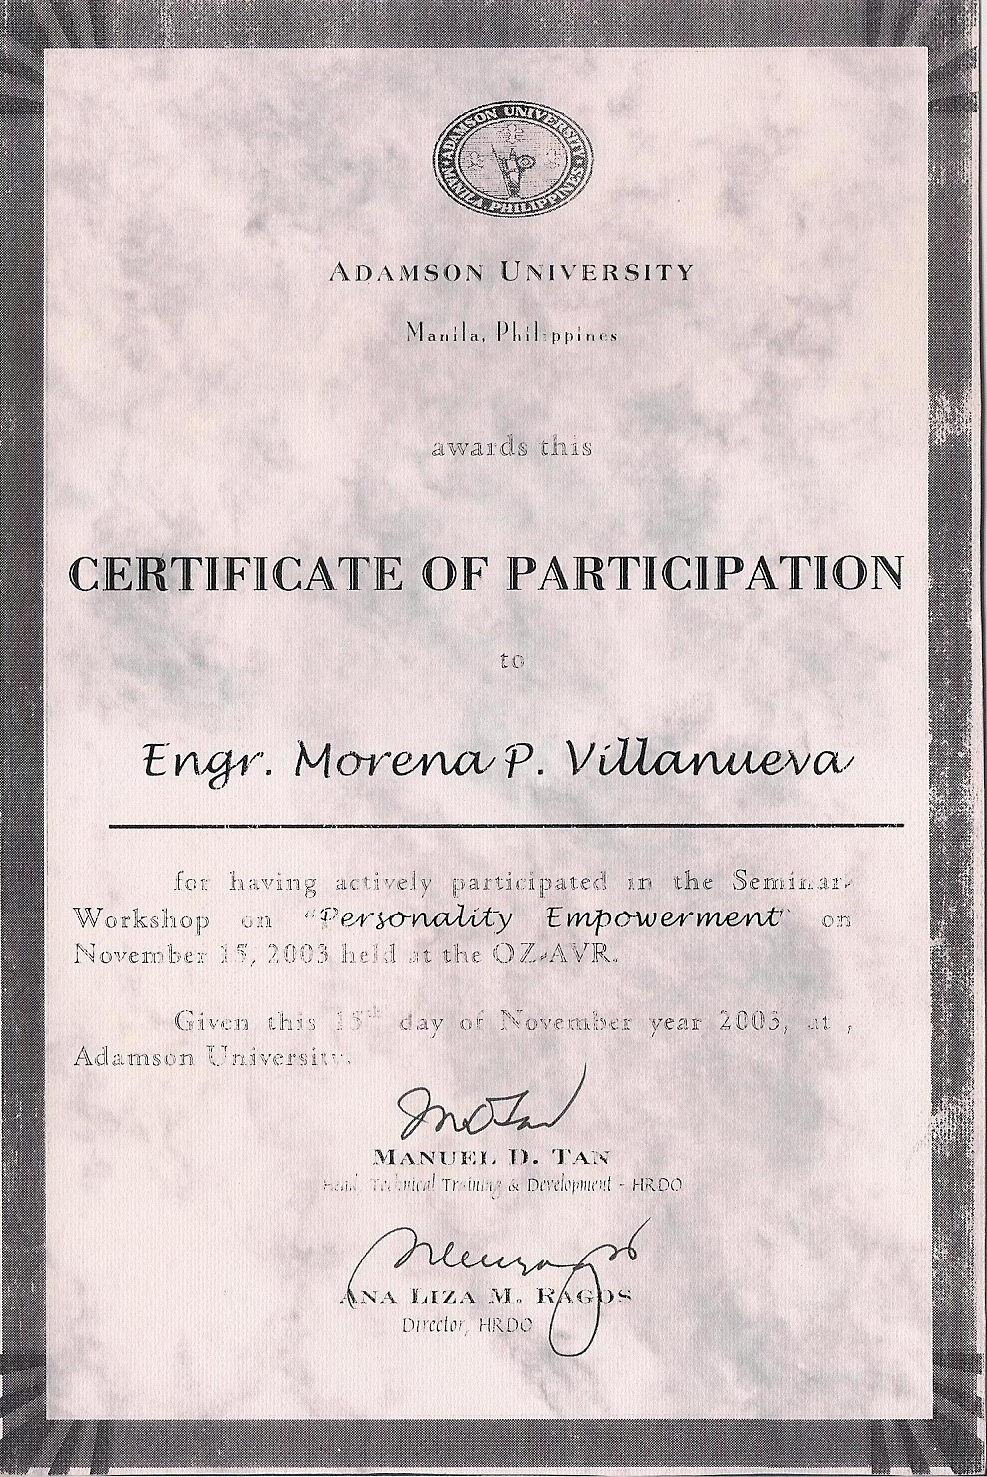 ADAMSON UNIVERSITY
MANILA PHILIPPINES
ADAMSON UNIVERSITY
Manila, Philippines
awards this
CERTIFICATE OF PARTICIPATION
to
Engr. Morena P. Villanueva
for having actively participated in the Seminar-
Workshop on "Personality Empowerment" on
November 15, 2003 held at the OZ-AVR.
Given this 15th day of November year 2003, at ,
Adamson University.
MANUEL D. TAN
Head, Technical Training & Development - HRDO
ANA LIZA M. RAGOS
Director, HRDO